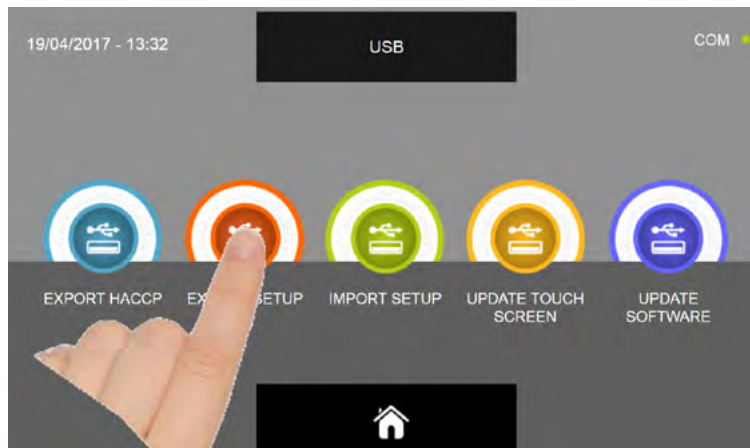 19/04/2017 - 13:32
USB
COM
EXPORT HACCP
SETUP
IMPORT SETUP
UPDATE TOUCH
SCREEN
UPDATE
SOFTWARE